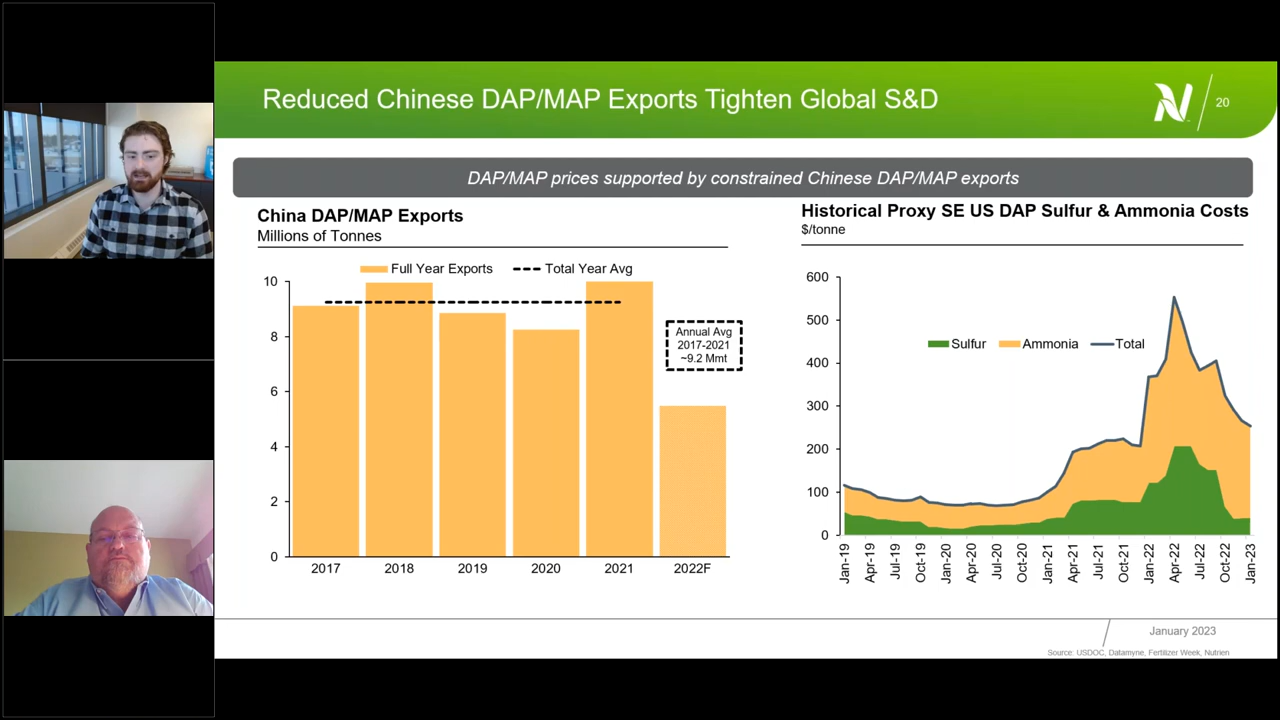 Reduced Chinese DAP/MAP Exports Tighten Global S&D
20
DAP/MAP prices supported by constrained Chinese DAP/MAP exports
China DAP/MAP Exports
Millions of Tonnes
Full Year Exports
Total Year Avg
10
8
6
4
2
0
Annual Avg
2017-2021
~9.2 Mmt
2017
2018
2019
2020
2021
2022F
Historical Proxy SE US DAP Sulfur & Ammonia Costs
$/tonne
600
500
400
300
200
100
0
Sulfur
Ammonia
Total
Jan-19
Apr-19
Jul-19
Oct-19
Jan-20
Apr-20
Jul-20
Oct-20
Jan-21
Apr-21
Jul-21
Oct-21
Jan-22
Apr-22
Jul-22
Oct-22
Jan-23
January 2023
Source: USDOC, Datamyne, Fertilizer Week, Nutrien